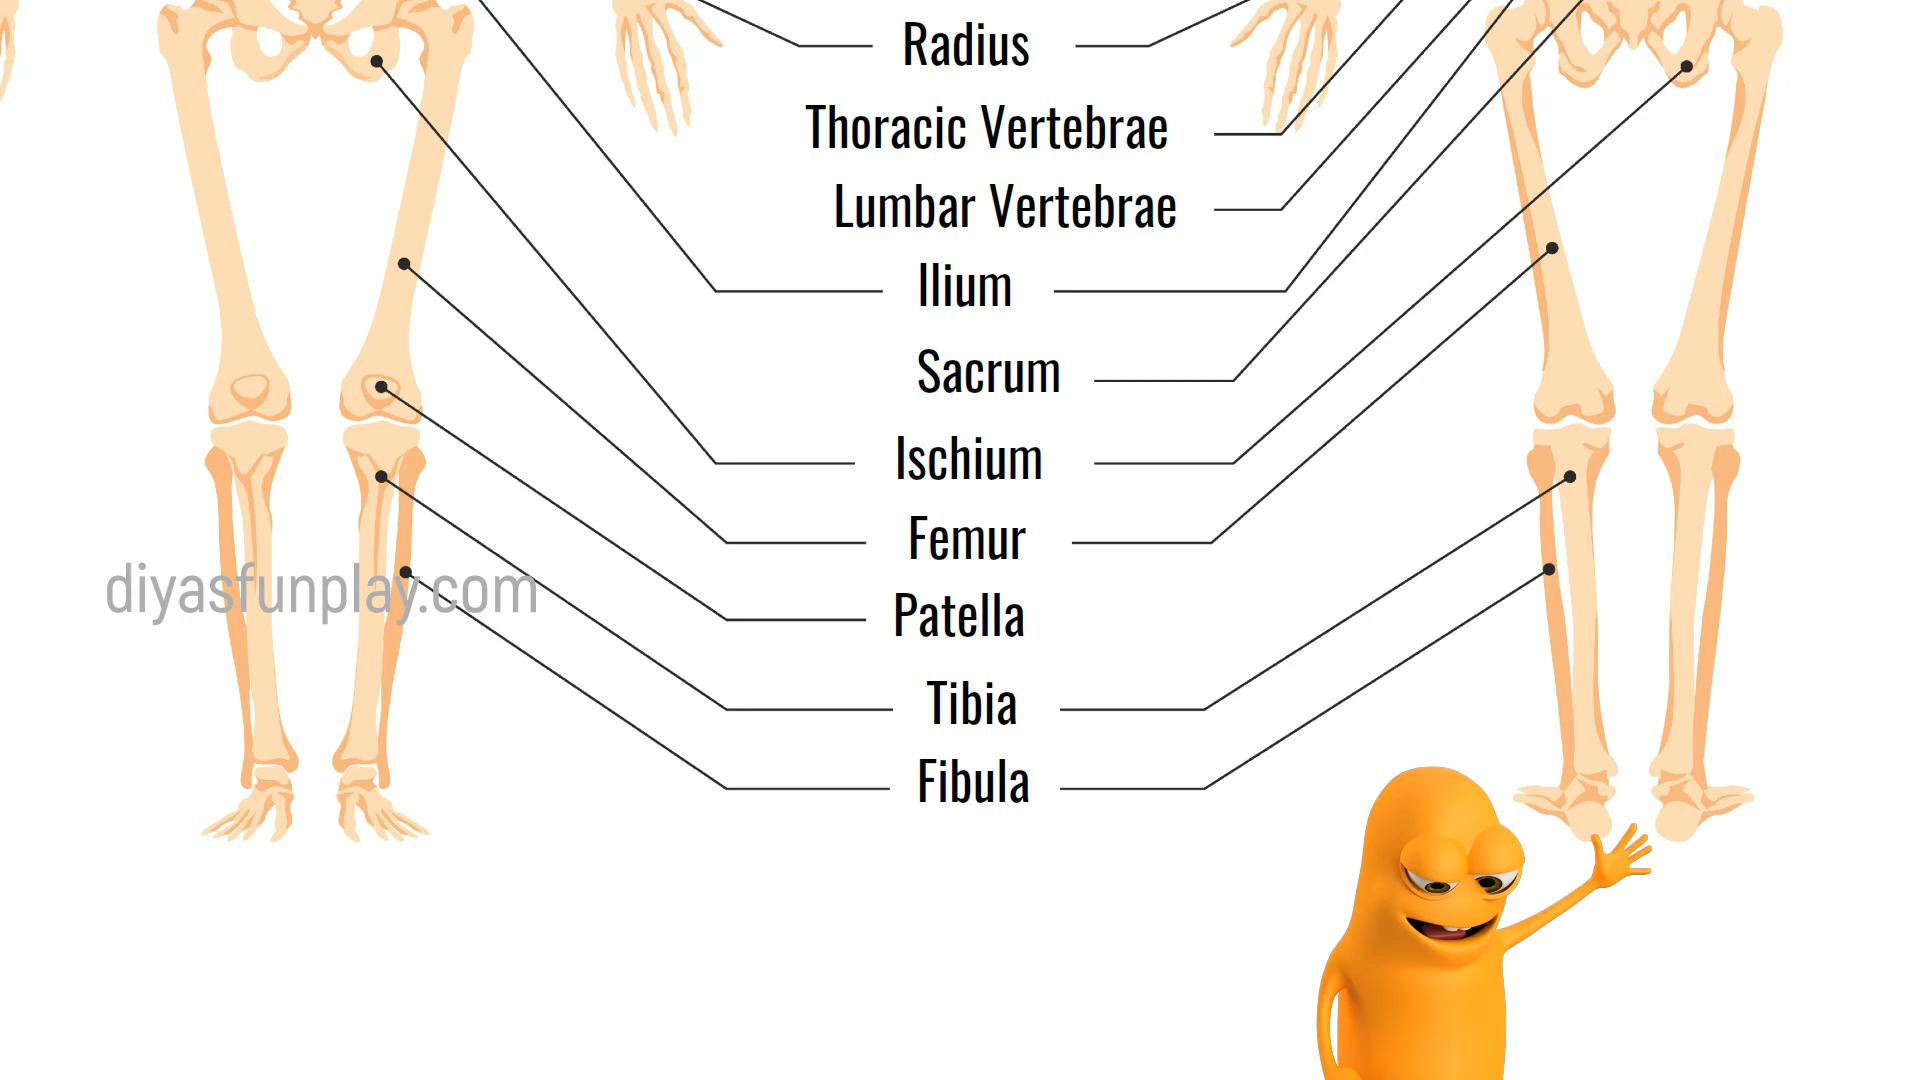 Radius
Thoracic Vertebrae
Lumbar Vertebrae
Ilium
Sacrum
Ischium
Femur
diyasfunplay.com
Patella
Tibia
Fibula